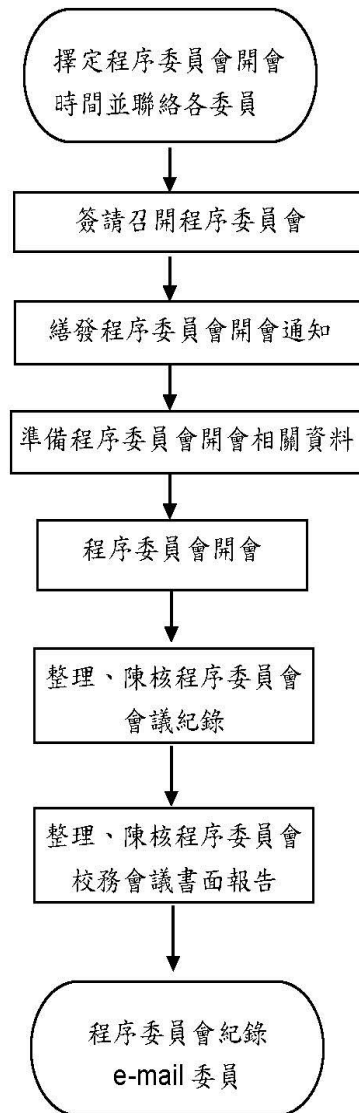 擇定程序委員會開會
時間並聯絡各委員
簽請召開程序委員會
繕發程序委員會開會通知
準備程序委員會開會相關資料
程序委員會開會
整理、陳核程序委員會
會議紀錄
整理、陳核程序委員會
校務會議書面報告
程序委員會紀錄
e-mail 委員